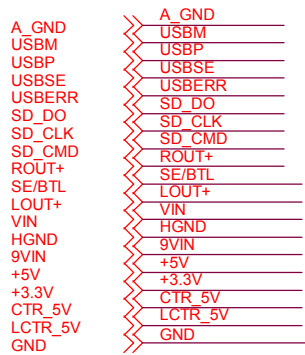 A_GND A_GND
USBM USBM
USBP USBP
USBSE USBSE
USBERR USBERR
SD_DO SD_DO
SD_CLK SD_CLK
SD_CMD SD_CMD
ROUT+ ROUT+
SE/BTL SE/BTL
LOUT+ LOUT+
VIN VIN
HGND HGND
9VIN 9VIN
+5V +5V
+3.3V +3.3V
CTR_5V CTR_5V
LCTR_5V LCTR_5V
GND GND